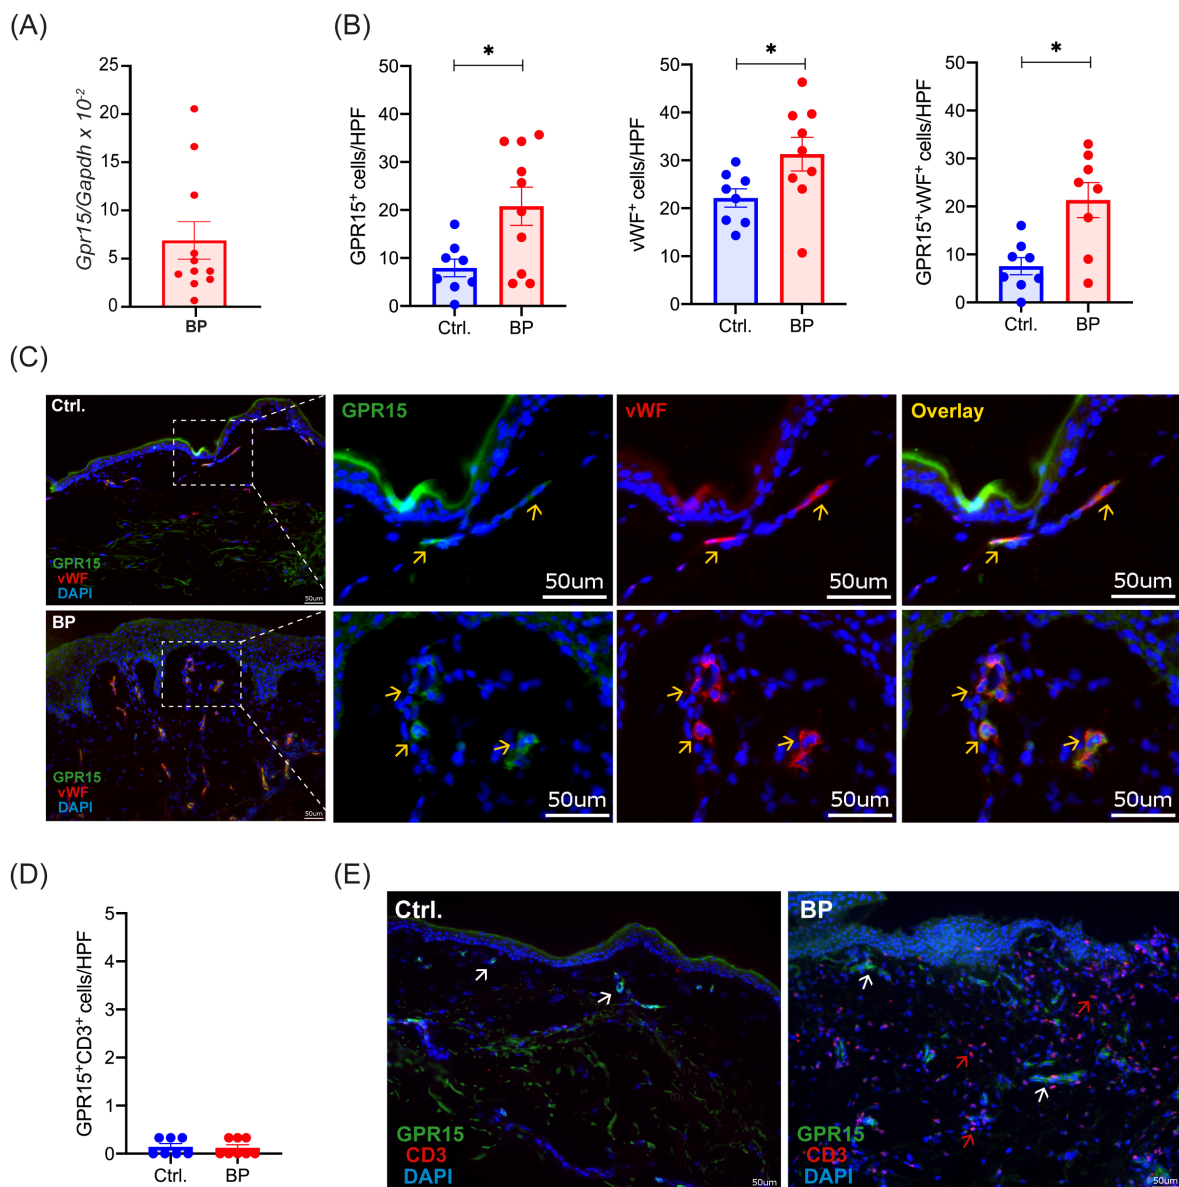 (A)
Gpr15/Gapdh x 10-2
25
20
15
10
5
0
BP
(B)
GPR15+ cells/HPF
50
40
30
20
10
0
*
Ctrl.
BP
vWF+ cells/HPF
50
40
30
20
10
0
*
Ctrl.
BP
GPR15+vWF+ cells/HPF
50
40
30
20
10
0
*
Ctrl.
BP
(C)
Ctrl.
GPR15
vWF
DAPI
50um
GPR15
50um
vWF
50um
Overlay
50um
BP
GPR15
vWF
DAPI
50um
50um
50um
50um
(D)
GPR15+CD3+ cells/HPF
5
4
3
2
1
0
Ctrl.
BP
(E)
Ctrl.
GPR15
CD3
DAPI
50um
BP
GPR15
CD3
DAPI
50um